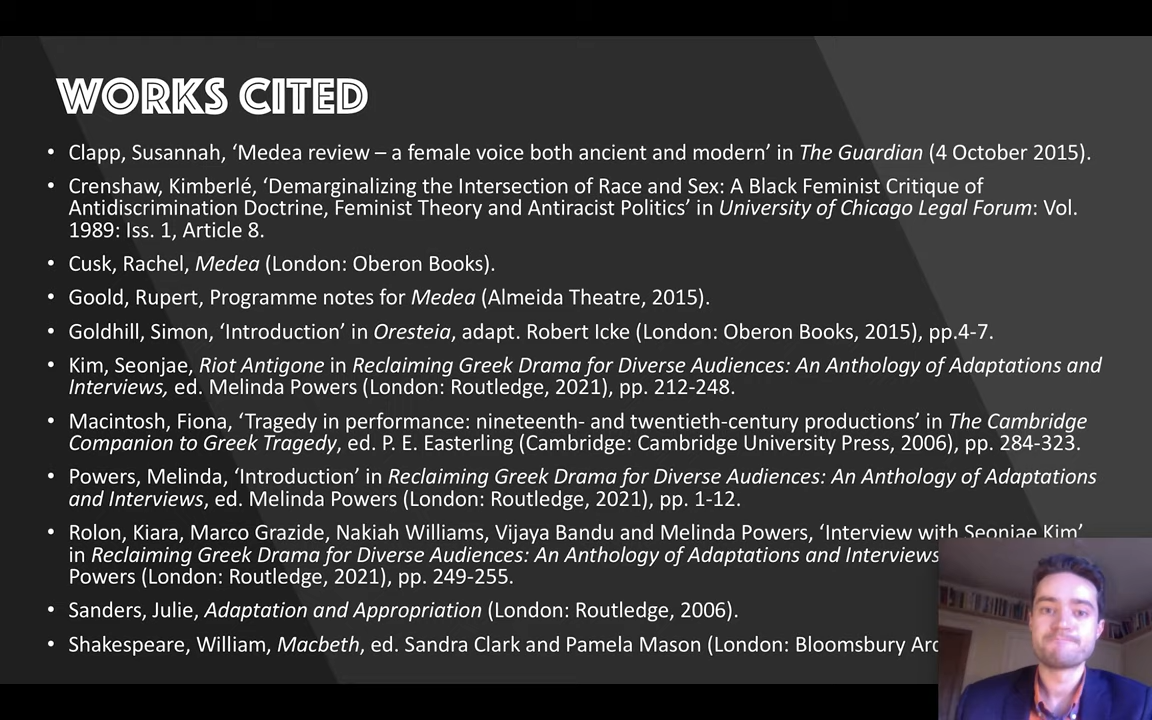 WORKS CITED
• Clapp, Susannah, ‘Medea review – a female voice both ancient and modern’ in The Guardian (4 October 2015).
• Crenshaw, Kimberlé, ‘Demarginalizing the Intersection of Race and Sex: A Black Feminist Critique of
Antidiscrimination Doctrine, Feminist Theory and Antiracist Politics’ in University of Chicago Legal Forum: Vol.
1989: Iss. 1, Article 8.
• Cusk, Rachel, Medea (London: Oberon Books).
• Goold, Rupert, Programme notes for Medea (Almeida Theatre, 2015).
• Goldhill, Simon, ‘Introduction’ in Oresteia, adapt. Robert Icke (London: Oberon Books, 2015), pp.4-7.
• Kim, Seonjae, Riot Antigone in Reclaiming Greek Drama for Diverse Audiences: An Anthology of Adaptations and
Interviews, ed. Melinda Powers (London: Routledge, 2021), pp. 212-248.
• Macintosh, Fiona, ‘Tragedy in performance: nineteenth- and twentieth-century productions’ in The Cambridge
Companion to Greek Tragedy, ed. P. E. Easterling (Cambridge: Cambridge University Press, 2006), pp. 284-323.
• Powers, Melinda, ‘Introduction’ in Reclaiming Greek Drama for Diverse Audiences: An Anthology of Adaptations
and Interviews, ed. Melinda Powers (London: Routledge, 2021), pp. 1-12.
• Rolon, Kiara, Marco Grazide, Nakiah Williams, Vijaya Bandu and Melinda Powers, ‘Interview with Seonjae Kim’
in Reclaiming Greek Drama for Diverse Audiences: An Anthology of Adaptations and Interviews
Powers (London: Routledge, 2021), pp. 249-255.
• Sanders, Julie, Adaptation and Appropriation (London: Routledge, 2006).
• Shakespeare, William, Macbeth, ed. Sandra Clark and Pamela Mason (London: Bloomsbury